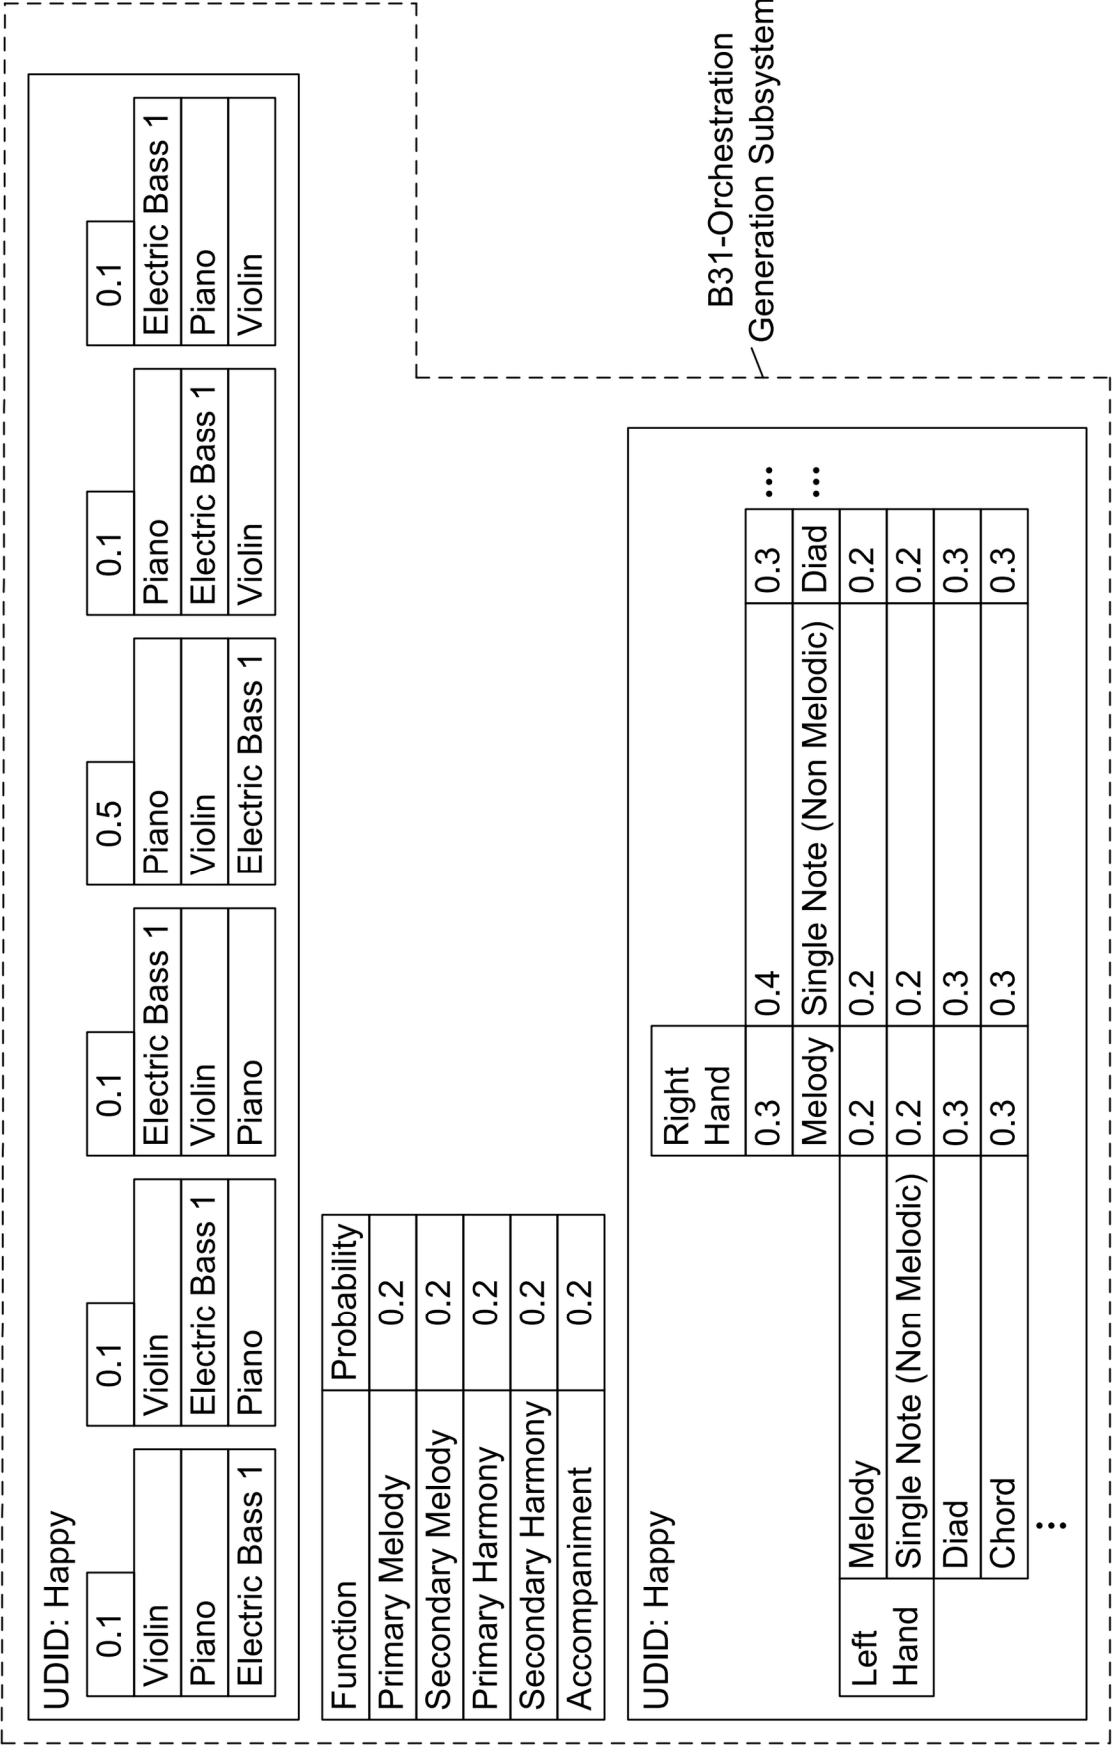 UDID: Happy
0.1
Violin
Piano
Electric Bass 1
0.1
Violin
Electric Bass 1
Piano
0.1
Electric Bass 1
Violin
Piano
0.5
Piano
Violin
Electric Bass 1
0.1
Piano
Electric Bass 1
Violin
0.1
Electric Bass 1
Piano
Violin
Function Probability
Primary Melody 0.2
Secondary Melody 0.2
Primary Harmony 0.2
Secondary Harmony 0.2
Accompaniment 0.2
UDID: Happy
Right
Hand
0.3 0.4 0.3 ...
Melody Single Note (Non Melodic) Diad ...
Left
Hand
Melody 0.2 0.2 0.2
Single Note (Non Melodic) 0.2 0.2 0.2
Diad 0.3 0.3 0.3
Chord 0.3 0.3 0.3
...
B31-Orchestration
Generation Subsystem